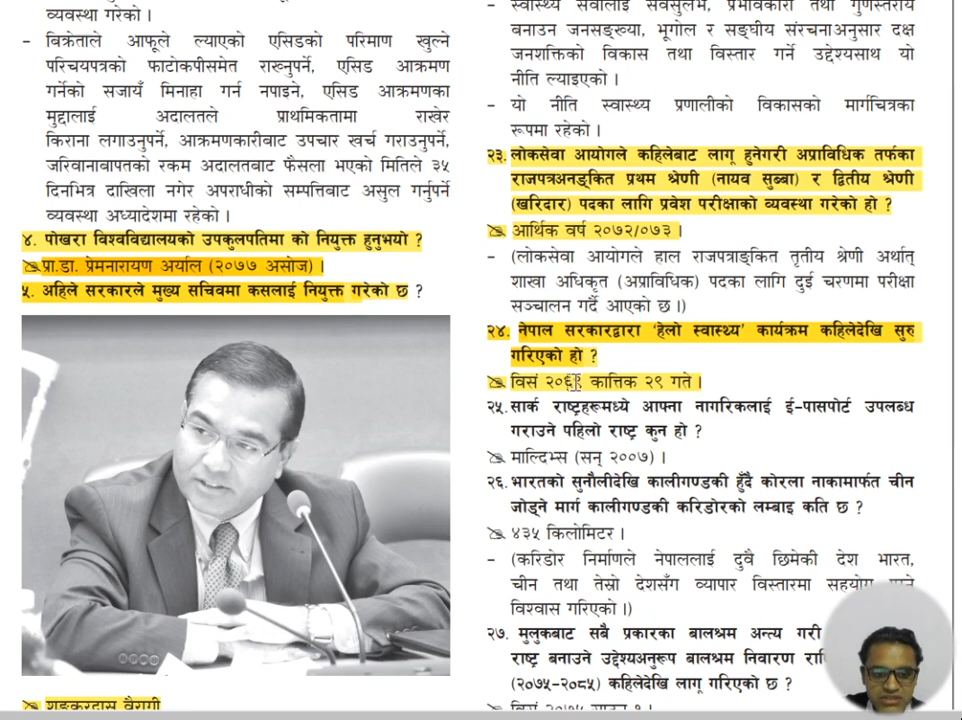 व्यवस्था गरेको ।
– बिक्रेताले आफूले ल्याएको एसिडको परिमाण खुल्ने
परिचयपत्रको फाटोकपीसमेत राख्नुपर्ने, एसिड आक्रमण
गर्नेको सजायँ मिनाहा गर्न नपाइने, एसिड आक्रमणका
मुद्दालाई अदालतले प्राथमिकतामा राखेर
किराना लगाउनुपर्ने, आक्रमणकारीबाट उपचार खर्च गराउनुपर्ने,
जरिवानावापतको रकम अदालतबाट फैसला भएको मितिले ३५
दिनभित्र दाखिला नगरे अपराधीको सम्पत्तिबाट असुल गर्नुपर्ने
व्यवस्था अध्यादेशमा रहेको ।
४. पोखरा विश्वविद्यालयको उपकुलपतिमा को नियुक्त हुनुभयो ?
प्रा.डा. प्रेमनारायण अर्याल (२०७७ असोज) ।
५. अहिले सरकारले मुख्य सचिवमा कसलाई नियुक्त गरेको छ ?
शङ्करदास वैरागी
– स्वास्थ्य सेवालाई सर्वसुलभ, प्रभावकारी तथा गुणस्तरीय
बनाउन जनसङ्ख्या, भूगोल र सङ्घीय संरचनाअनुसार दक्ष
जनशक्तिको विकास तथा विस्तार गर्ने उद्देश्यसाथ यो
नीति ल्याइएको ।
– यो नीति स्वास्थ्य प्रणालीको विकासको मार्गचित्रका
रूपमा रहेको ।
२३. लोकसेवा आयोगले कहिलेबाट लागू हुनेगरी अप्राविधिक तर्फका
राजपत्रअनङ्कित प्रथम श्रेणी (नायव सुब्बा) र द्वितीय श्रेणी
(खरिदार) पदका लागि प्रवेश परीक्षाको व्यवस्था गरेको हो ?
आर्थिक वर्ष २०७२/०७३ ।
– (लोकसेवा आयोगले हाल राजपत्राङ्कित तृतीय श्रेणी अर्थात्
शाखा अधिकृत (अप्राविधिक) पदका लागि दुई चरणमा परीक्षा
सञ्चालन गर्दै आएको छ ।)
२४. नेपाल सरकारद्वारा ‘हेलो स्वास्थ्य’ कार्यक्रम कहिलेदेखि सुरु
गरिएको हो ?
विसं कात्तिक २९ गते ।
२५. सार्क राष्ट्रहरूमध्ये आफ्ना नागरिकलाई ई-पासपोर्ट उपलब्ध
गराउने पहिलो राष्ट्र कुन हो ?
माल्दिभ्स (सन् २००७) ।
२६. भारतको सुनौलीदेखि कालीगण्डकी हुँदै कोरला नाकामार्फत चीन
जोड्ने मार्ग कालीगण्डकी करिडोरको लम्बाइ कति छ ?
४३५ किलोमिटर ।
– (करिडोर निर्माणले नेपाललाई दुवै छिमेकी देश भारत,
चीन तथा तेस्रो देशसँग व्यापार विस्तारमा सहयोग
विश्वास गरिएको ।)
२७. मुलुकबाट सबै प्रकारका बालश्रम अन्त्य गरी
राष्ट्र बनाउने उद्देश्यअनुरूप बालश्रम निवारण
(२०७५-२०८५) कहिलेदेखि लागू गरिएको छ ?
विसं २०७५ साउन १ ।